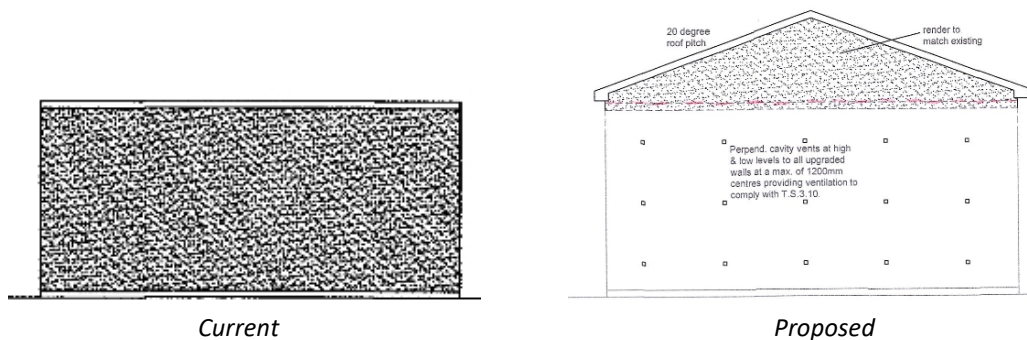 20 degree
roof pitch
render to
match existing
Perpend. cavity vents at high
& low levels to all upgraded
walls at a max. of 1200mm
centres providing ventilation to
comply with T.S.3.10.
Current
Proposed